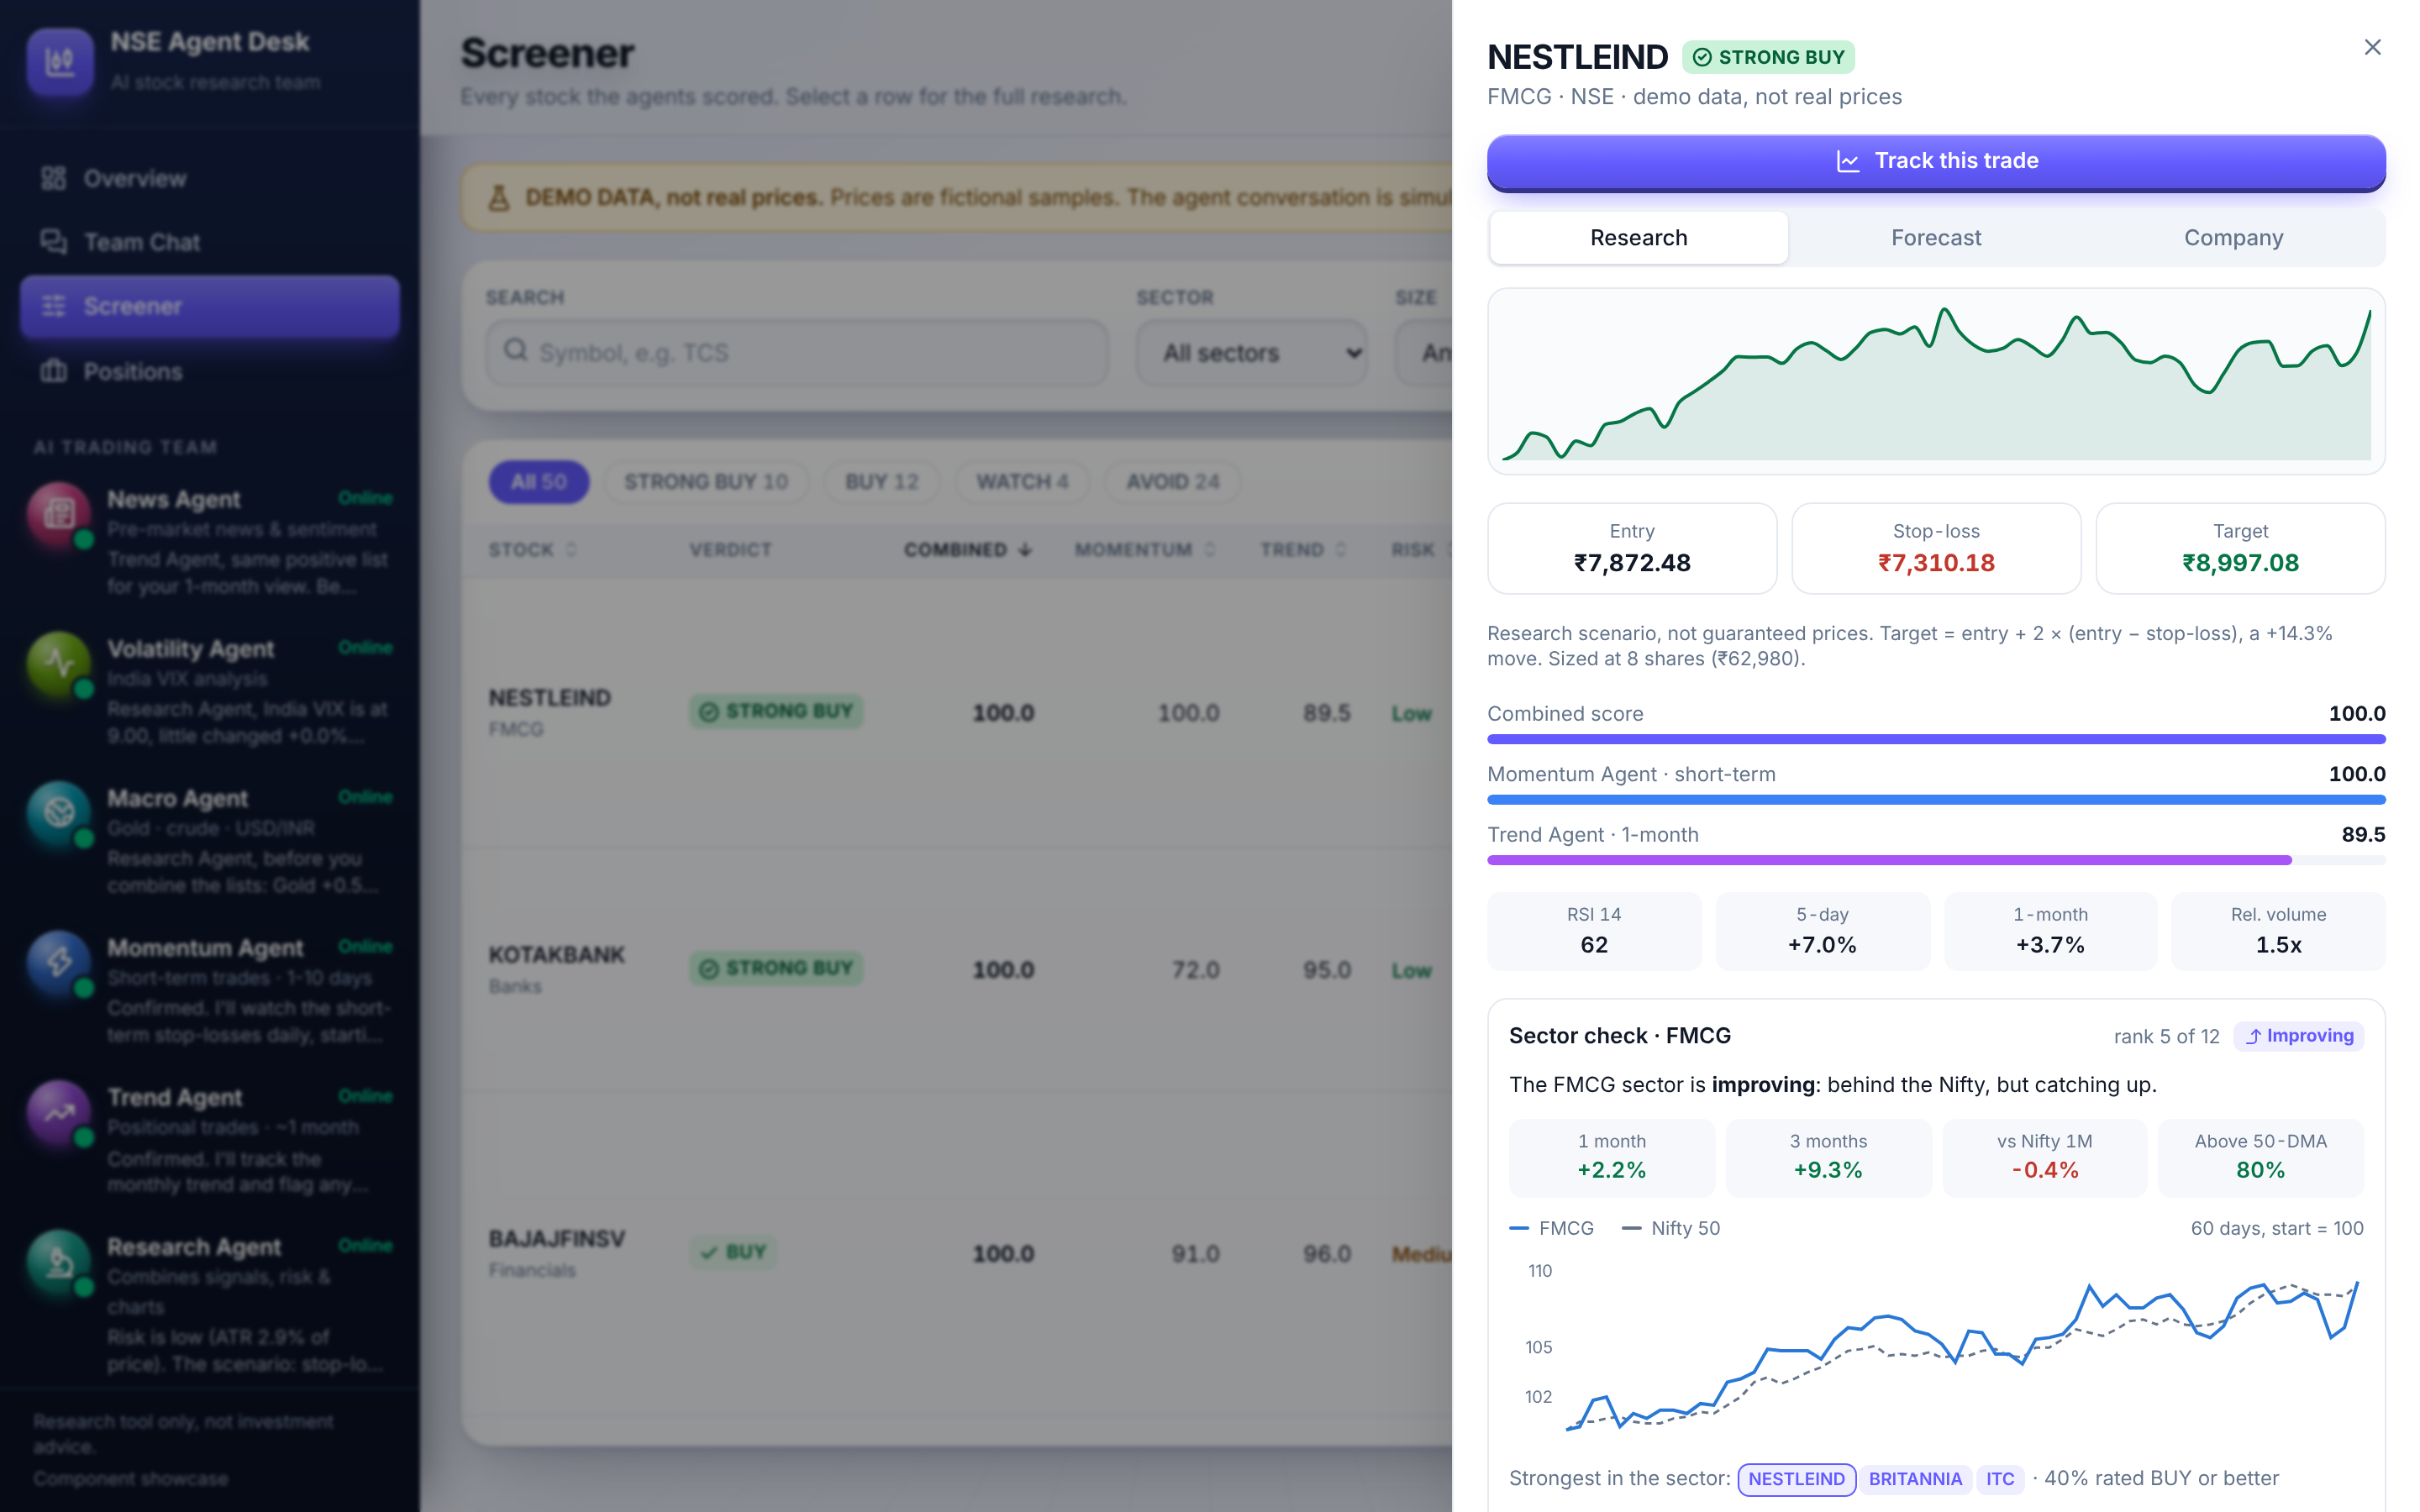 NSE Agent Desk
AI stock research team
Overview
Team Chat
Screener
Positions
AI TRADING TEAM
News Agent Online
Pre-market news & sentiment
Trend Agent, same positive list
for your 1-month view. Be...
Volatility Agent Online
India VIX analysis
Research Agent, India VIX is at
9.00, little changed +0.0%...
Macro Agent Online
Gold · crude · USD/INR
Research Agent, before you
combine the lists: Gold +0.5...
Momentum Agent Online
Short-term trades · 1-10 days
Confirmed. I'll watch the short-
term stop-losses daily, starti...
Trend Agent Online
Positional trades · ~1 month
Confirmed. I'll track the
monthly trend and flag any...
Research Agent Online
Combines signals, risk &
charts
Risk is low (ATR 2.9% of
price). The scenario: stop-lo...
Research tool only, not investment
advice.
Component showcase
Screener
Every stock the agents scored. Select a row for the full research.
DEMO DATA, not real prices. Prices are fictional samples. The agent conversation is simul
SEARCH SECTOR SIZE
Symbol, e.g. TCS All sectors An
All 50 STRONG BUY 10 BUY 12 WATCH 4 AVOID 24
STOCK VERDICT COMBINED MOMENTUM TREND RISK
NESTLEIND STRONG BUY 100.0 100.0 89.5 Low
FMCG
KOTAKBANK STRONG BUY 100.0 72.0 95.0 Low
Banks
BAJAJFINSV BUY 100.0 91.0 96.0 Mediu
Financials
NESTLEIND STRONG BUY
FMCG · NSE · demo data, not real prices
Track this trade
Research Forecast Company
Entry Stop-loss Target
₹7,872.48 ₹7,310.18 ₹8,997.08
Research scenario, not guaranteed prices. Target = entry + 2 × (entry − stop-loss), a +14.3%
move. Sized at 8 shares (₹62,980).
Combined score 100.0
Momentum Agent · short-term 100.0
Trend Agent · 1-month 89.5
RSI 14 5-day 1-month Rel. volume
62 +7.0% +3.7% 1.5x
Sector check · FMCG rank 5 of 12 Improving
The FMCG sector is improving: behind the Nifty, but catching up.
1 month 3 months vs Nifty 1M Above 50-DMA
+2.2% +9.3% -0.4% 80%
FMCG Nifty 50 60 days, start = 100
110
105
102
Strongest in the sector: NESTLEIND BRITANNIA ITC · 40% rated BUY or better